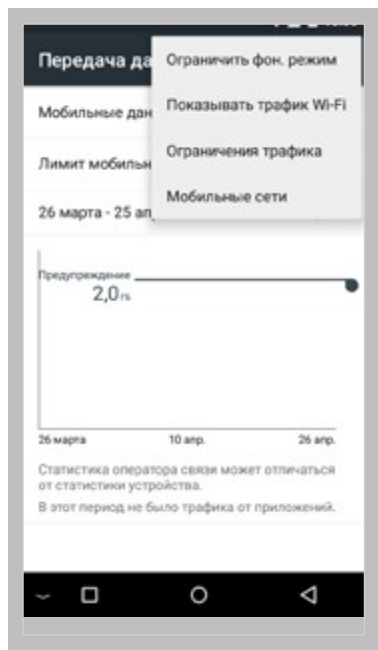 Передача да
Ограничить фон. режим
Мобильные дан
Показывать трафик Wi-Fi
Ограничения трафика
Лимит мобильн
Мобильные сети
26 марта - 25 ап
Предупреждение
2,0 ГБ
26 марта
10 апр.
26 апр.
Статистика оператора связи может отличаться
от статистики устройства.
В этот период не было трафика от приложений.